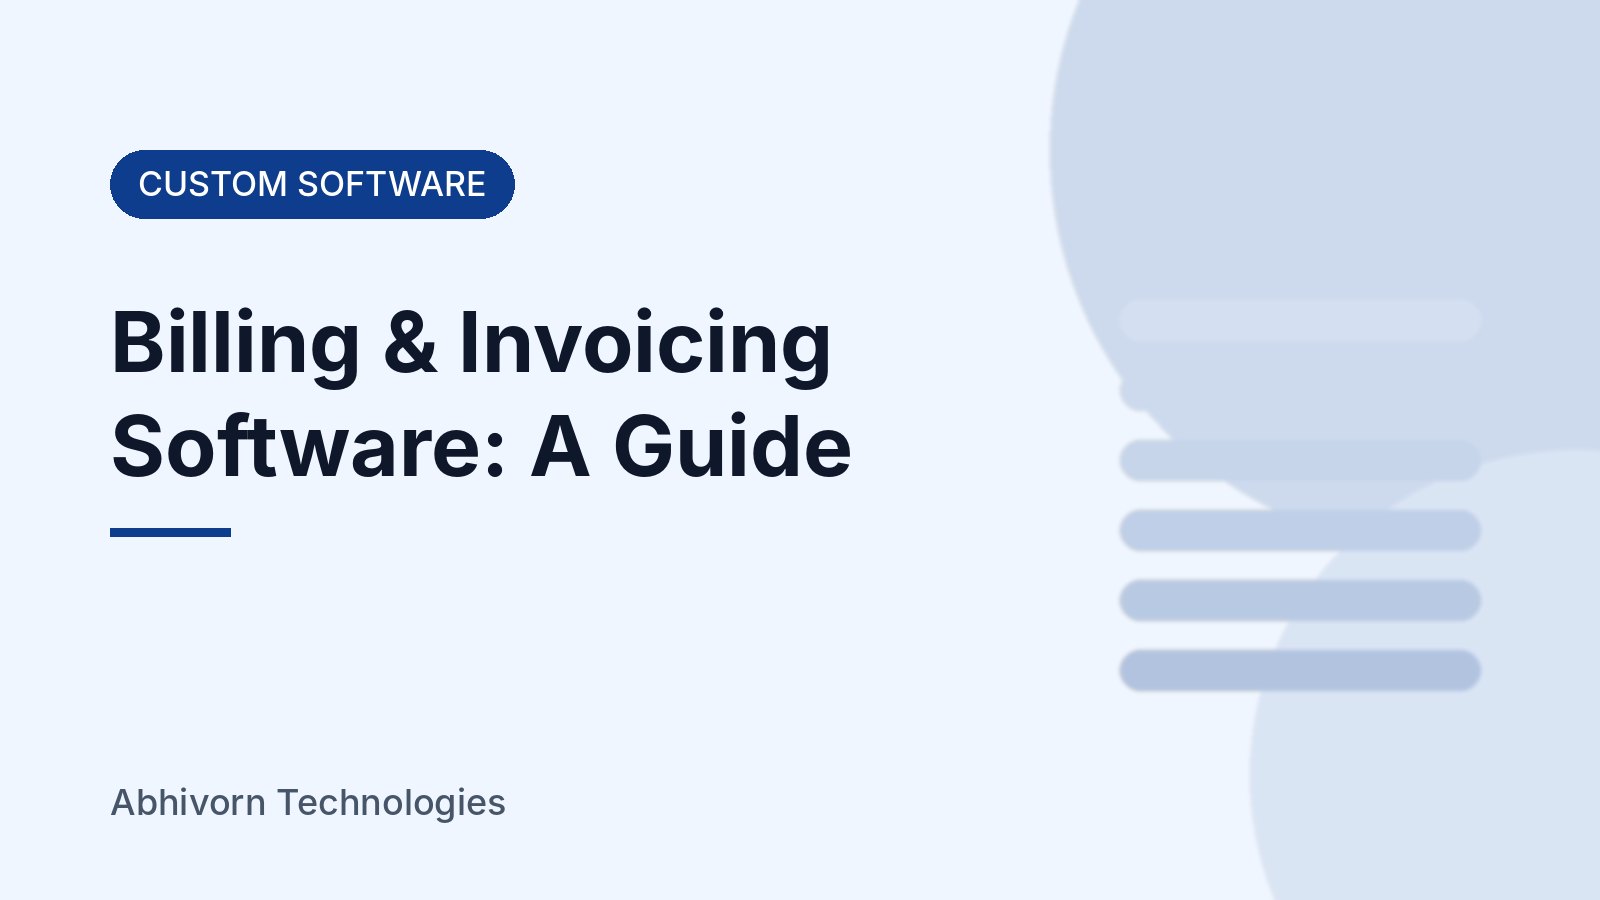 CUSTOM SOFTWARE
Billing & Invoicing
Software: A Guide
Abhivorn Technologies